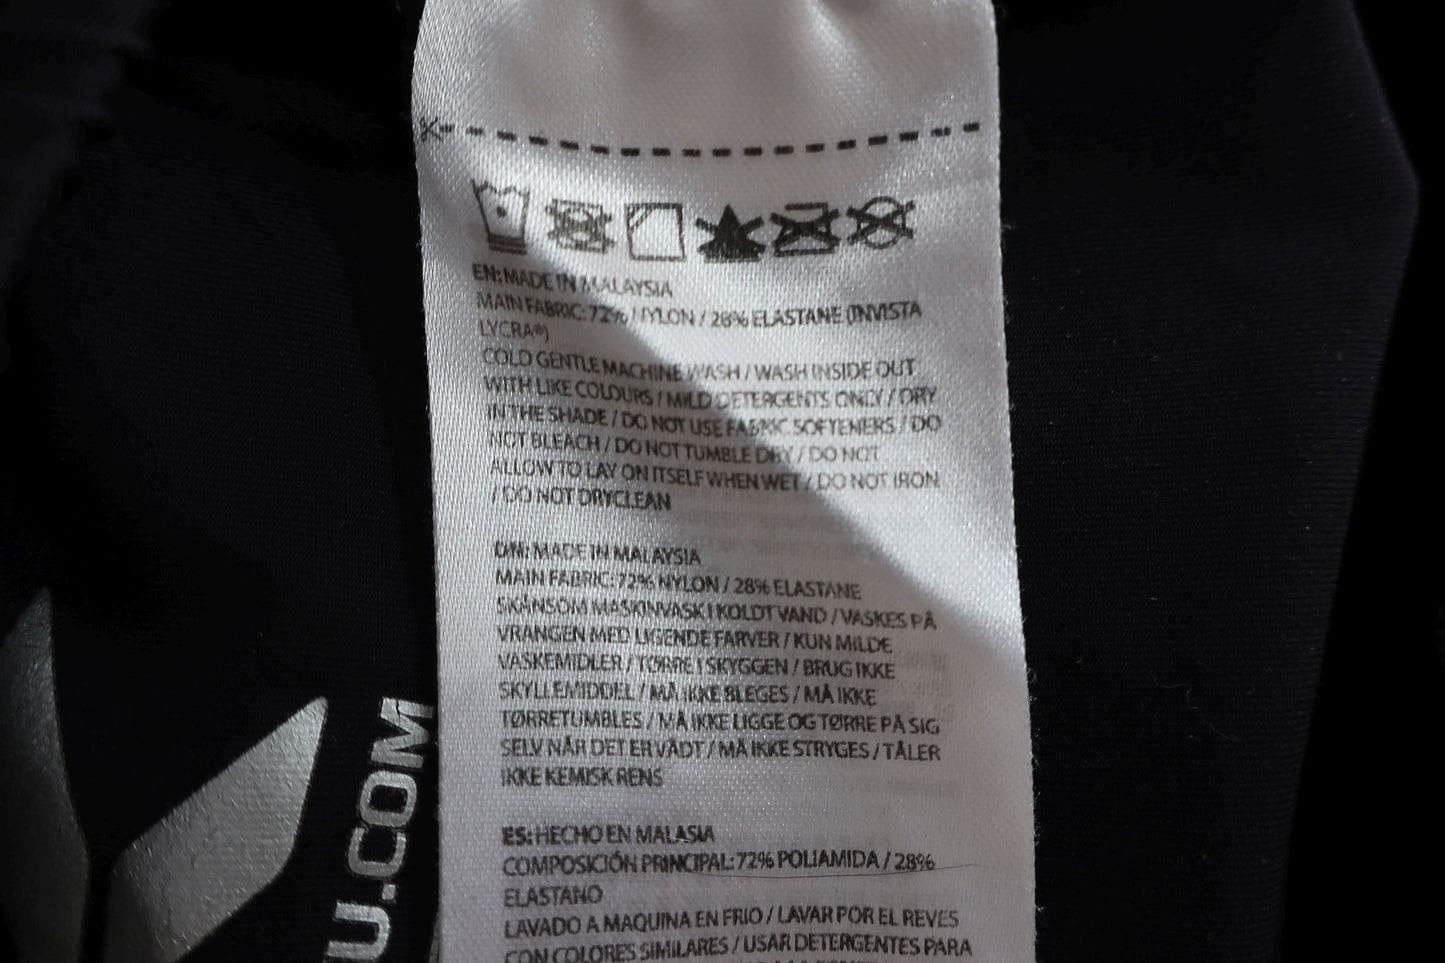 EN: MADE IN MALAYSIA
MAIN FABRIC: 72% NYLON / 28% ELASTANE (INVISTA
LYCRA®)
COLD GENTLE MACHINE WASH / WASH INSIDE OUT
WITH LIKE COLOURS / MILD DETERGENTS ONLY / DRY
IN THE SHADE / DO NOT USE FABRIC SOFTENERS / DO
NOT BLEACH / DO NOT TUMBLE DRY / DO NOT
ALLOW TO LAY ON ITSELF WHEN WET / DO NOT IRON
/ DO NOT DRYCLEAN
DN: MADE IN MALAYSIA
MAIN FABRIC: 72% NYLON / 28% ELASTANE
SKÅNSOM MASKINVASK I KOLDT VAND / VASKES PÅ
VRANGEN MED LIGENDE FARVER / KUN MILDE
VASKEMIDLER / TØRRE I SKYGGEN / BRUG IKKE
SKYLLEMIDDEL / MÅ IKKE BLEGES / MÅ IKKE
TØRRETUMBLES / MÅ IKKE LIGGE OG TØRRE PÅ SIG
SELV NÅR DET ER VÅDT / MÅ IKKE STRYGES / TÅLER
IKKE KEMISK RENS
ES: HECHO EN MALASIA
COMPOSICIÓN PRINCIPAL: 72% POLIAMIDA / 28%
ELASTANO
LAVADO A MAQUINA EN FRIO / LAVAR POR EL REVES
CON COLORES SIMILARES / USAR DETERGENTES PARA
U.COM